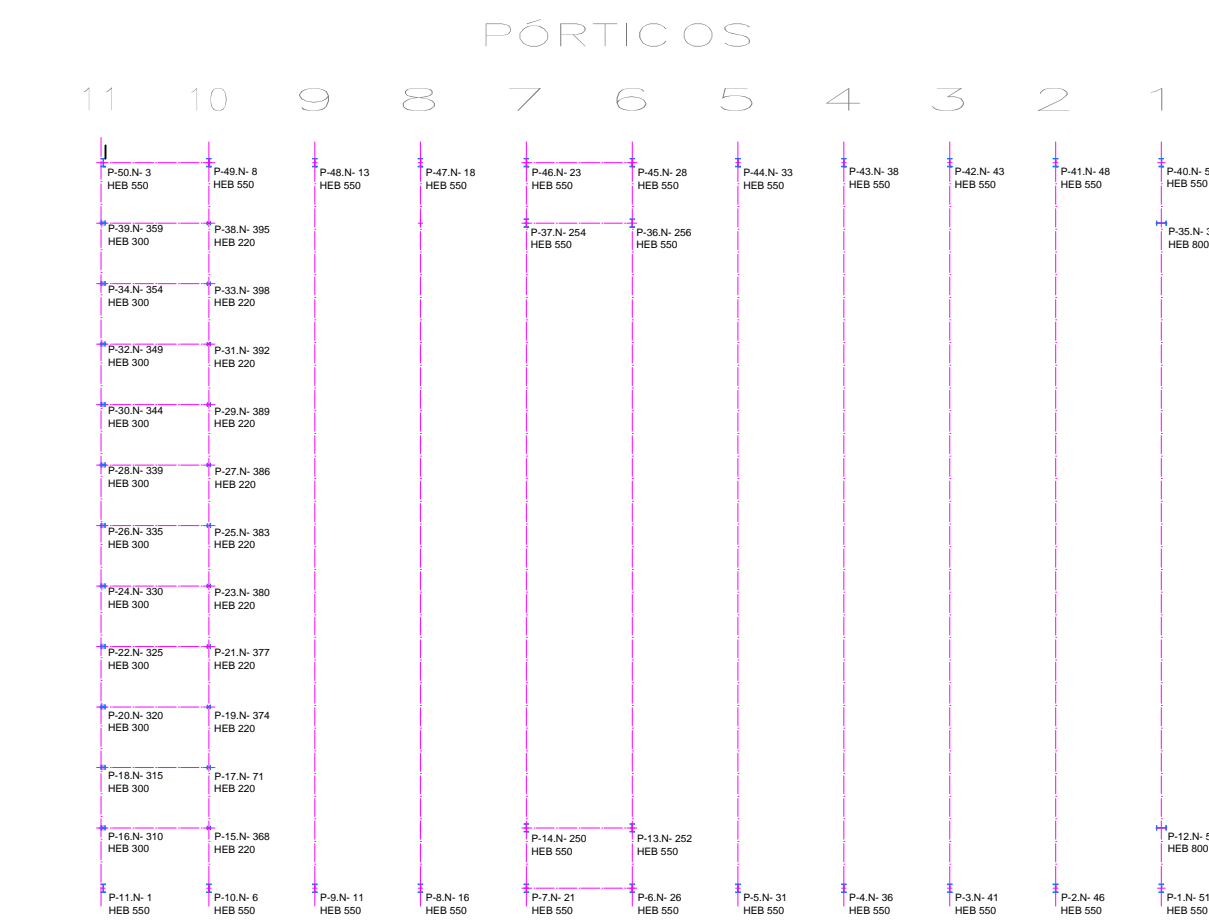 PÓRTICOS
11 10 9 8 7 6 5 4 3 2 1
P-50.N- 3 P-49.N- 8 P-48.N- 13 P-47.N- 18 P-46.N- 23 P-45.N- 28 P-44.N- 33 P-43.N- 38 P-42.N- 43 P-41.N- 48 P-40.N- 5
HEB 550 HEB 550 HEB 550 HEB 550 HEB 550 HEB 550 HEB 550 HEB 550 HEB 550 HEB 550 HEB 550
P-39.N- 359 P-38.N- 395 P-37.N- 254 P-36.N- 256 P-35.N- 3
HEB 300 HEB 220 HEB 550 HEB 550 HEB 800
P-34.N- 354 P-33.N- 398
HEB 300 HEB 220
P-32.N- 349 P-31.N- 392
HEB 300 HEB 220
P-30.N- 344 P-29.N- 389
HEB 300 HEB 220
P-28.N- 339 P-27.N- 386
HEB 300 HEB 220
P-26.N- 335 P-25.N- 383
HEB 300 HEB 220
P-24.N- 330 P-23.N- 380
HEB 300 HEB 220
P-22.N- 325 P-21.N- 377
HEB 300 HEB 220
P-20.N- 320 P-19.N- 374
HEB 300 HEB 220
P-18.N- 315 P-17.N- 71
HEB 300 HEB 220
P-16.N- 310 P-15.N- 368 P-14.N- 250 P-13.N- 252 P-12.N- 5
HEB 300 HEB 220 HEB 550 HEB 550 HEB 800
P-11.N- 1 P-10.N- 6 P-9.N- 11 P-8.N- 16 P-7.N- 21 P-6.N- 26 P-5.N- 31 P-4.N- 36 P-3.N- 41 P-2.N- 46 P-1.N- 51
HEB 550 HEB 550 HEB 550 HEB 550 HEB 550 HEB 550 HEB 550 HEB 550 HEB 550 HEB 550 HEB 550